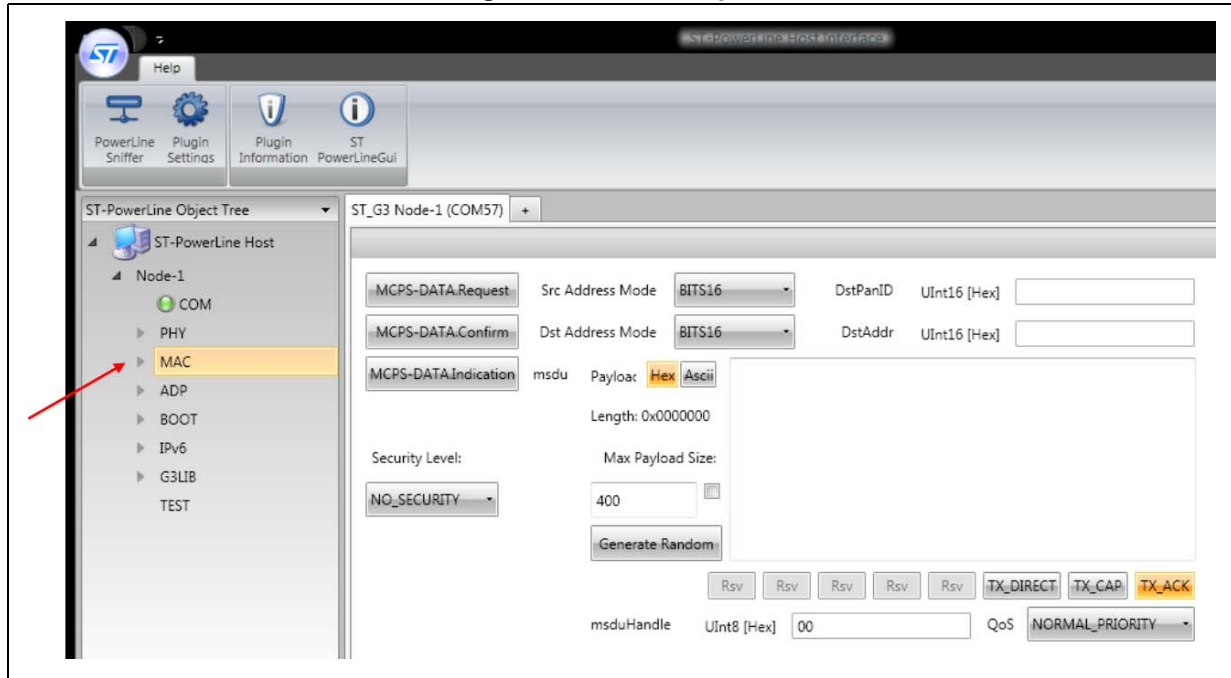 ST-PowerLine Host Interface
ST
Help
PowerLine Sniffer
Plugin Settings
Plugin Information
ST PowerLineGui
ST-PowerLine Object Tree
ST_G3 Node-1 (COM57) +
ST-PowerLine Host
Node-1
COM
PHY
MAC
ADP
BOOT
IPv6
G3LIB
TEST
MCPS-DATA.Request Src Address Mode BITS16 DstPanID UInt16 [Hex]
MCPS-DATA.Confirm Dst Address Mode BITS16 DstAddr UInt16 [Hex]
MCPS-DATA.Indication msdu Payloac Hex Ascii
Length: 0x0000000
Security Level: Max Payload Size:
NO_SECURITY 400
Generate Random
Rsv Rsv Rsv Rsv Rsv TX_DIRECT TX_CAP TX_ACK
msduHandle UInt8 [Hex] 00 QoS NORMAL_PRIORITY